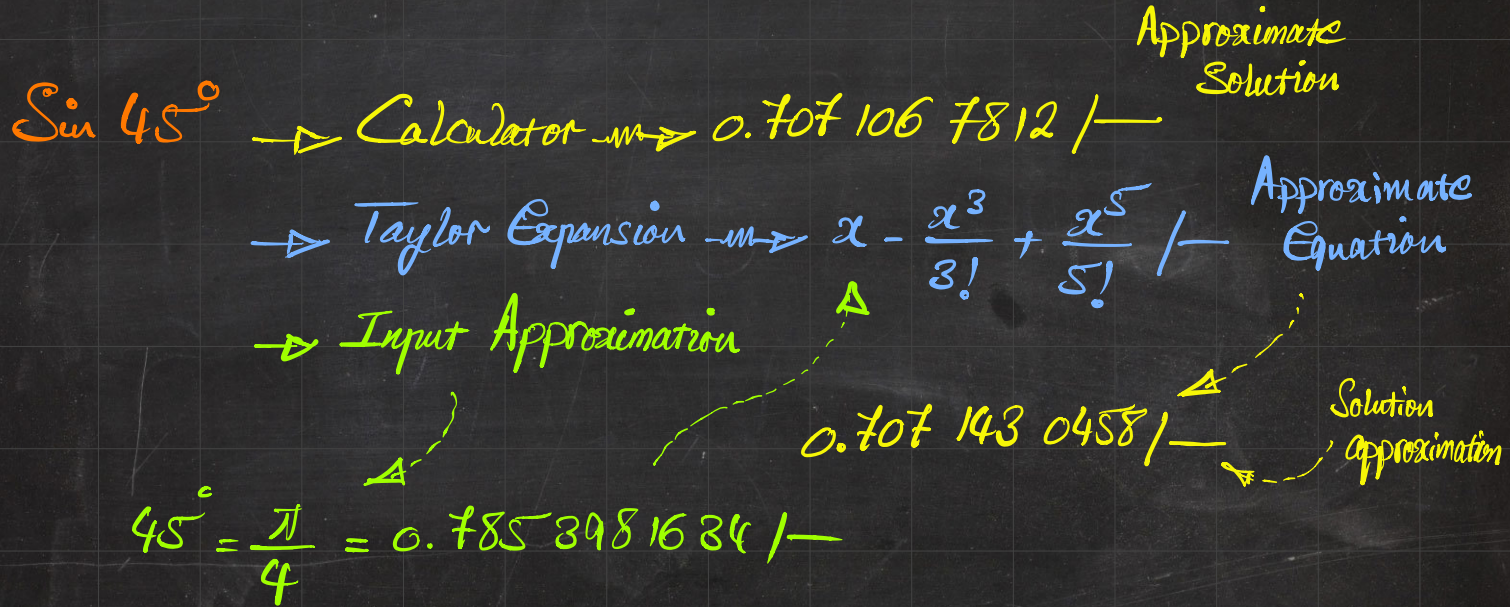 Approximate
Solution
Sin 45° → Calculator → 0.707 106 7812 /—
→ Taylor Expansion → x - x³/3! + x⁵/5! /—
Approximate
Equation
→ Input Approximation
0.707 143 0458 /—
Solution
approximation
45° = π/4 = 0.785 398 1634 /—